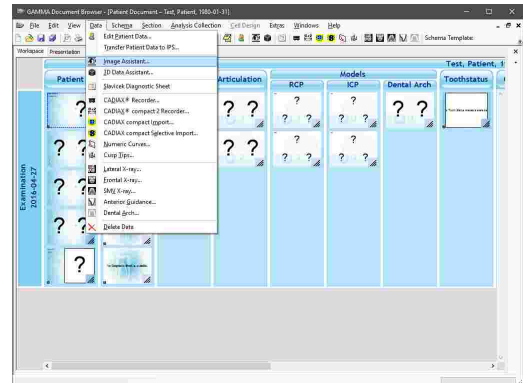 GAMMA Document Browser - [Patient Document - Test, Patient, 1980-01-31)]
File Edit View Data Schema Section Analysis Collection Cell Design Extras Windows Help
Schema Template:
Workspace Presentation
Edit Patient Data...
Transfer Patient Data to IPS...
Image Assistant...
3D Data Assistant...
Slavicek Diagnostic Sheet
CADIAX® Recorder...
CADIAX® compact 2 Recorder...
CADIAX compact Import...
CADIAX compact Selective Import...
Numeric Curves...
Cusp Tips...
Lateral X-ray...
Frontal X-ray...
SMV X-ray...
Anterior Guidance...
Dental Arch...
Delete Data
Test, Patient, 1
Patient
Articulation
Models
RCP
ICP
Dental Arch
Toothstatus
Examination
2016-04-27
? ? ? ? ? ? ?